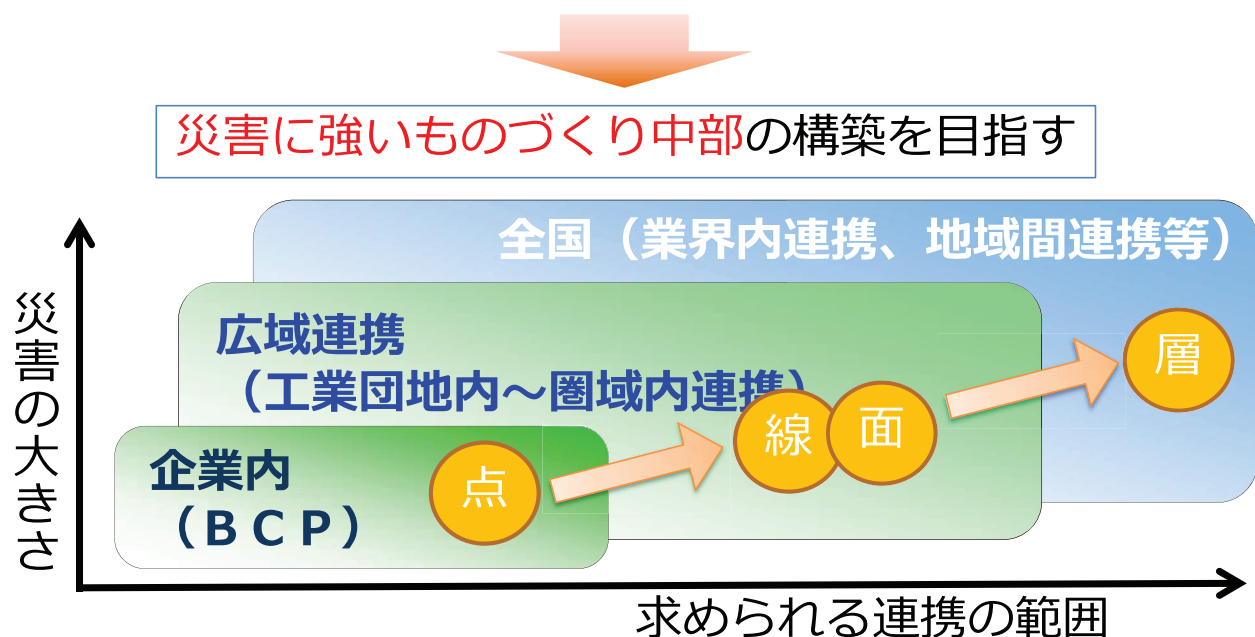 災害に強いものづくり中部の構築を目指す
全国（業界内連携、地域間連携等）
災害の大きさ
広域連携
（工業団地内～圏域内連携）
層
線
面
企業内
（ＢＣＰ）
点
求められる連携の範囲